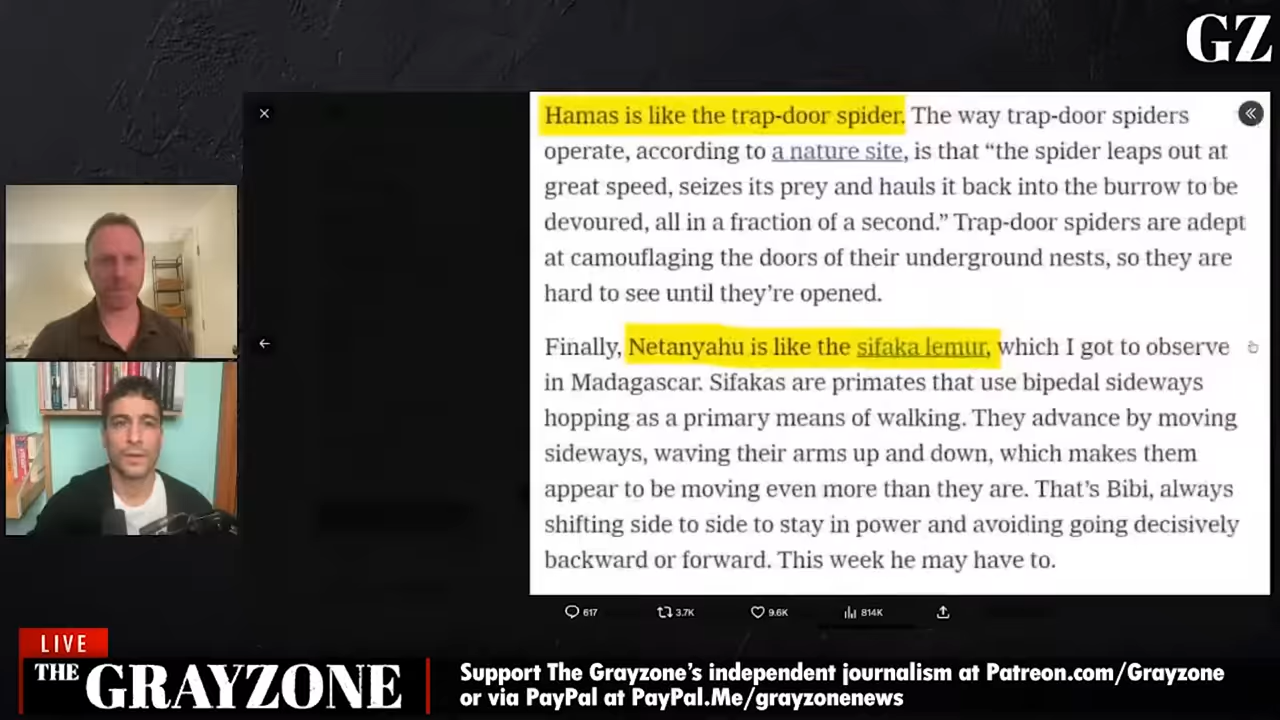 GZ
Hamas is like the trap-door spider. The way trap-door spiders
operate, according to a nature site, is that “the spider leaps out at
great speed, seizes its prey and hauls it back into the burrow to be
devoured, all in a fraction of a second.” Trap-door spiders are adept
at camouflaging the doors of their underground nests, so they are
hard to see until they’re opened.
Finally, Netanyahu is like the sifaka lemur, which I got to observe
in Madagascar. Sifakas are primates that use bipedal sideways
hopping as a primary means of walking. They advance by moving
sideways, waving their arms up and down, which makes them
appear to be moving even more than they are. That’s Bibi, always
shifting side to side to stay in power and avoiding going decisively
backward or forward. This week he may have to.
617 3.7K 9.6K 814K
LIVE
THE GRAYZONE
Support The Grayzone’s independent journalism at Patreon.com/Grayzone
or via PayPal at PayPal.Me/grayzonenews